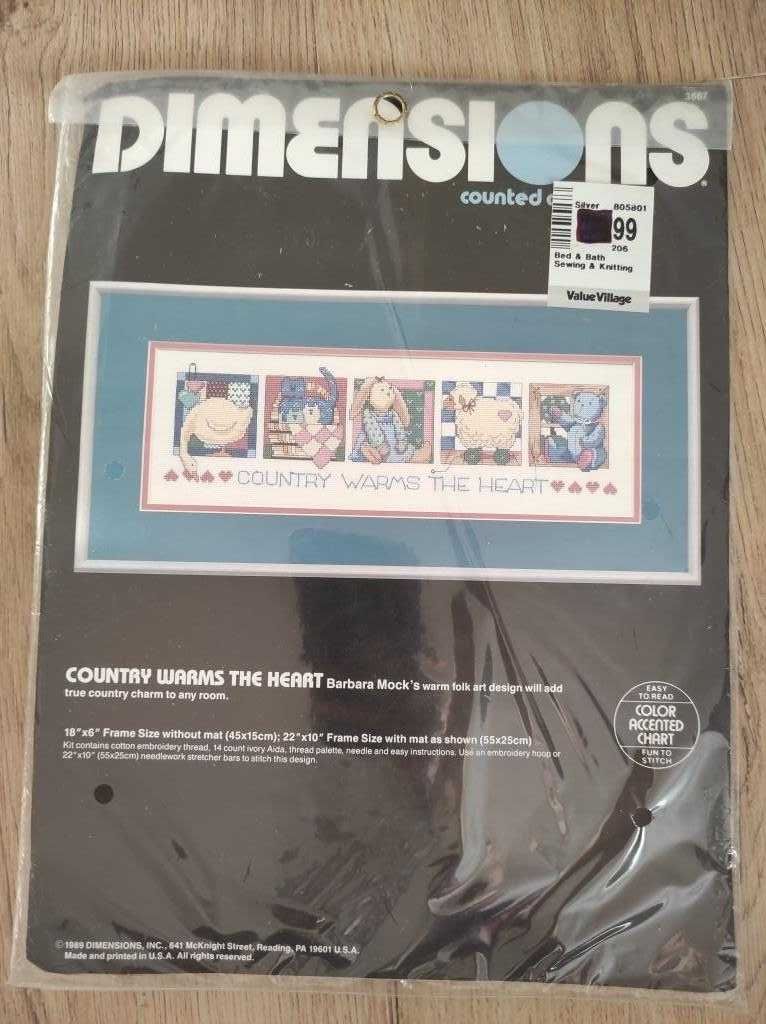 3667
DIMENSIONS®
counted
Silver 805801
99
206
Bed & Bath
Sewing & Knitting
Value Village
COUNTRY WARMS THE HEART
COUNTRY WARMS THE HEART Barbara Mock's warm folk art design will add
true country charm to any room.
18"x6" Frame Size without mat (45x15cm); 22"x10" Frame Size with mat as shown (55x25cm)
Kit contains cotton embroidery thread, 14 count ivory Aida, thread palette, needle and easy instructions. Use an embroidery hoop or
22"x10" (55x25cm) needlework stretcher bars to stitch this design.
EASY
TO READ
COLOR
ACCENTED
CHART
FUN TO
STITCH
©1989 DIMENSIONS, INC., 641 McKnight Street, Reading, PA 19601 U.S.A.
Made and printed in U.S.A. All rights reserved.